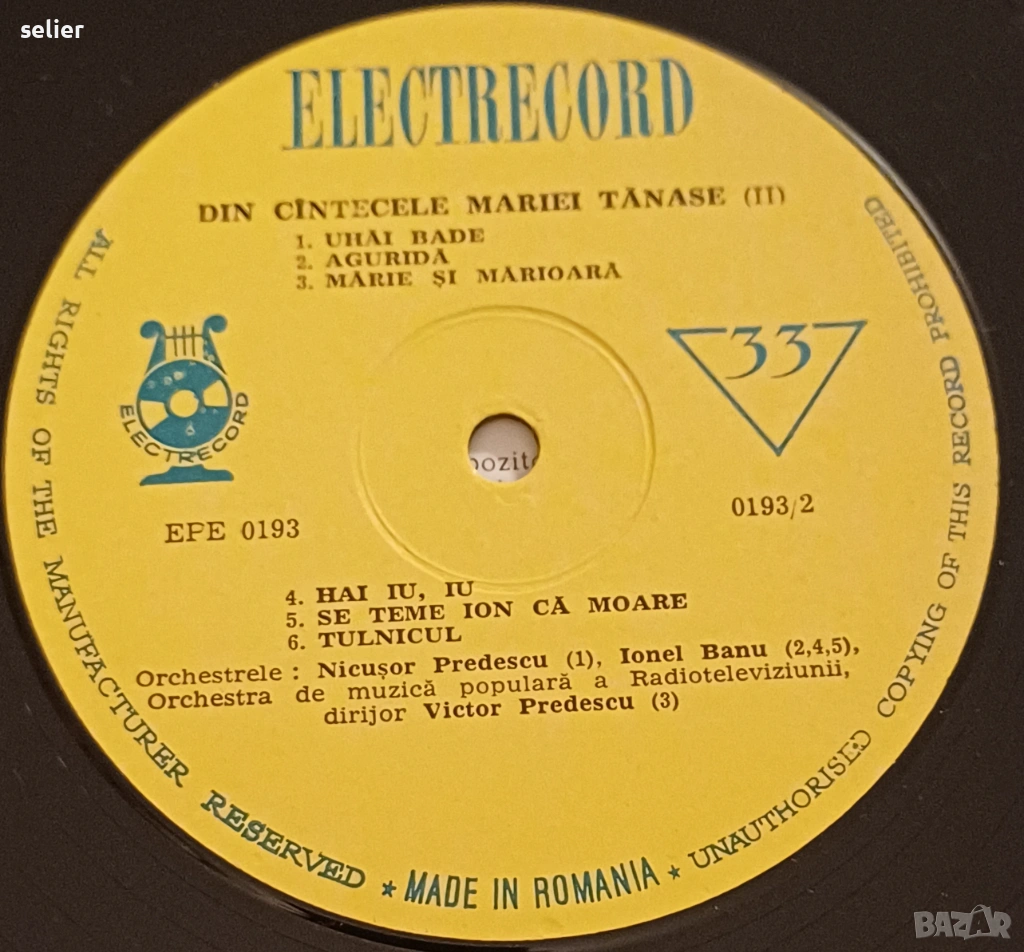 selier
ELECTRECORD
DIN CÎNTECELE MARIEI TĂNASE (II)
1. UHĂI BADE
2. AGURIDĂ
3. MĂRIE ȘI MĂRIOARĂ
33
ELECTRECORD
EPE 0193
0193/2
4. HAI IU, IU
5. SE TEME ION CĂ MOARE
6. TULNICUL
Orchestrele : Nicușor Predescu (1), Ionel Banu (2,4,5),
Orchestra de muzică populară a Radioteleviziunii,
dirijor Victor Predescu (3)
ALL RIGHTS OF THE MANUFACTURER RESERVED ★ MADE IN ROMANIA ★ UNAUTHORISED COPYING OF THIS RECORD PROHIBITED
BAZAR